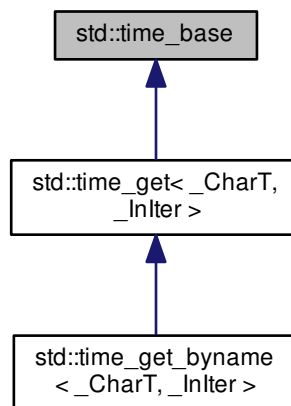 std::time_base
std::time_get< _CharT,
_InIter >
std::time_get_byname
< _CharT, _InIter >